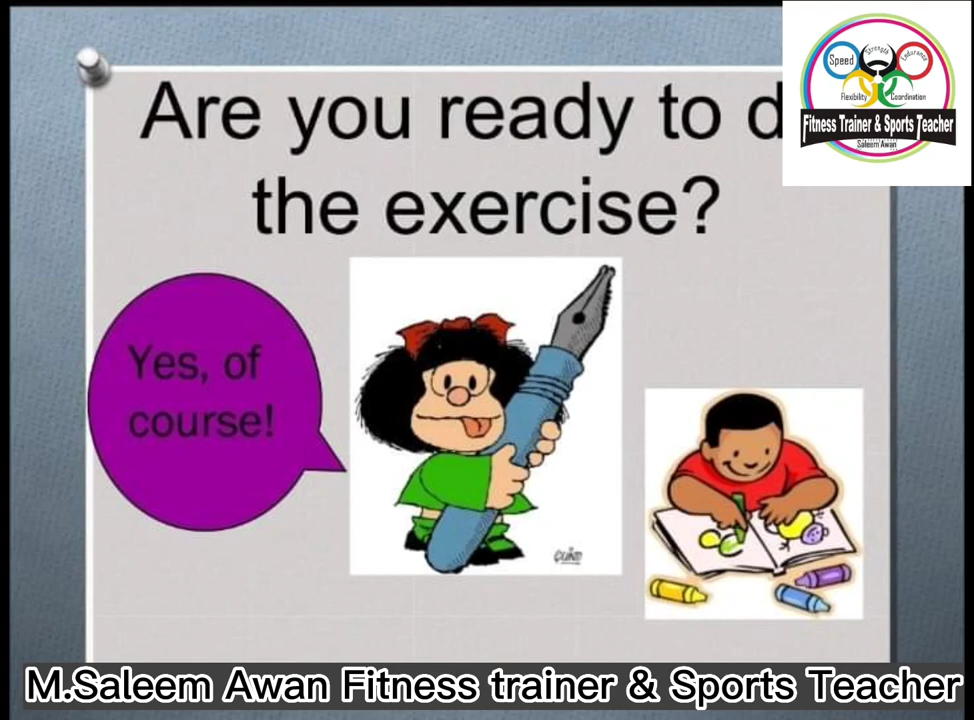 Are you ready to d
the exercise?
Yes, of
course!
Speed
Strength
Endurance
Flexibility
Coordination
Fitness Trainer & Sports Teacher
Saleem Awan
QUINO
M.Saleem Awan Fitness trainer & Sports Teacher